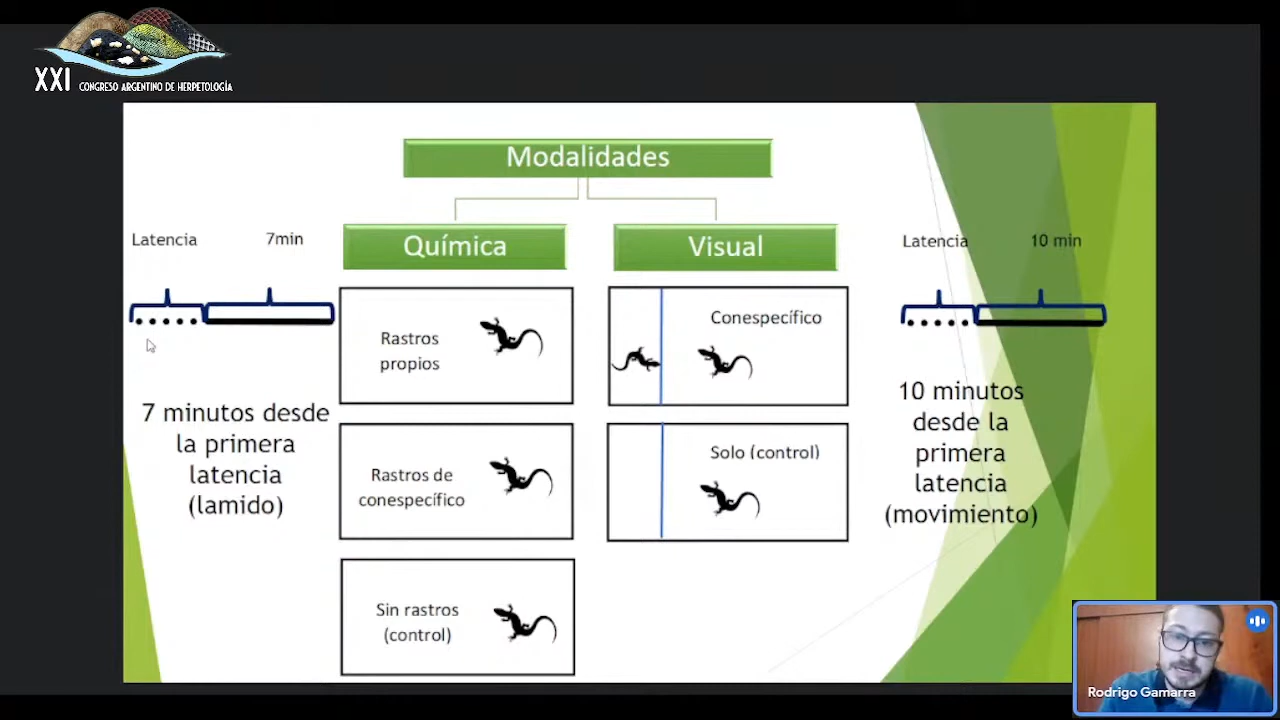 XXI CONGRESO ARGENTINO DE HERPETOLOGÍA
Modalidades
Química
Visual
Latencia
7min
7 minutos desde
la primera
latencia
(lamido)
Rastros
propios
Rastros de
conespecífico
Sin rastros
(control)
Conespecífico
Solo (control)
Latencia
10 min
10 minutos
desde la
primera
latencia
(movimiento)
Rodrigo Gamarra